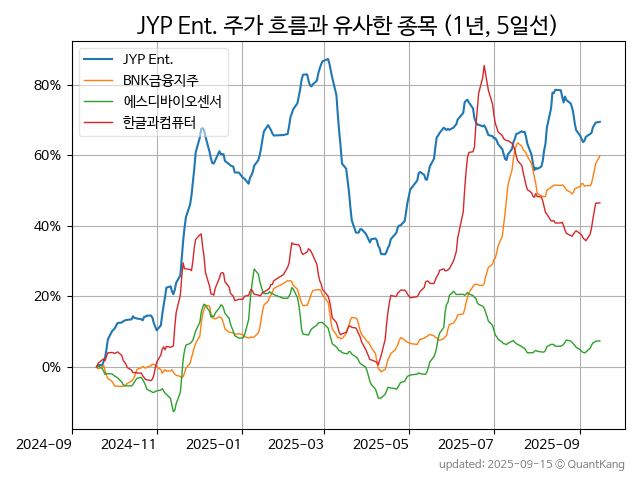 JYP Ent. 주가 흐름과 유사한 종목 (1년, 5일선)
JYP Ent.
BNK금융지주
에스디바이오센서
한글과컴퓨터
80%
60%
40%
20%
0%
2024-09 2024-11 2025-01 2025-03 2025-05 2025-07 2025-09
updated: 2025-09-15 © QuantKang